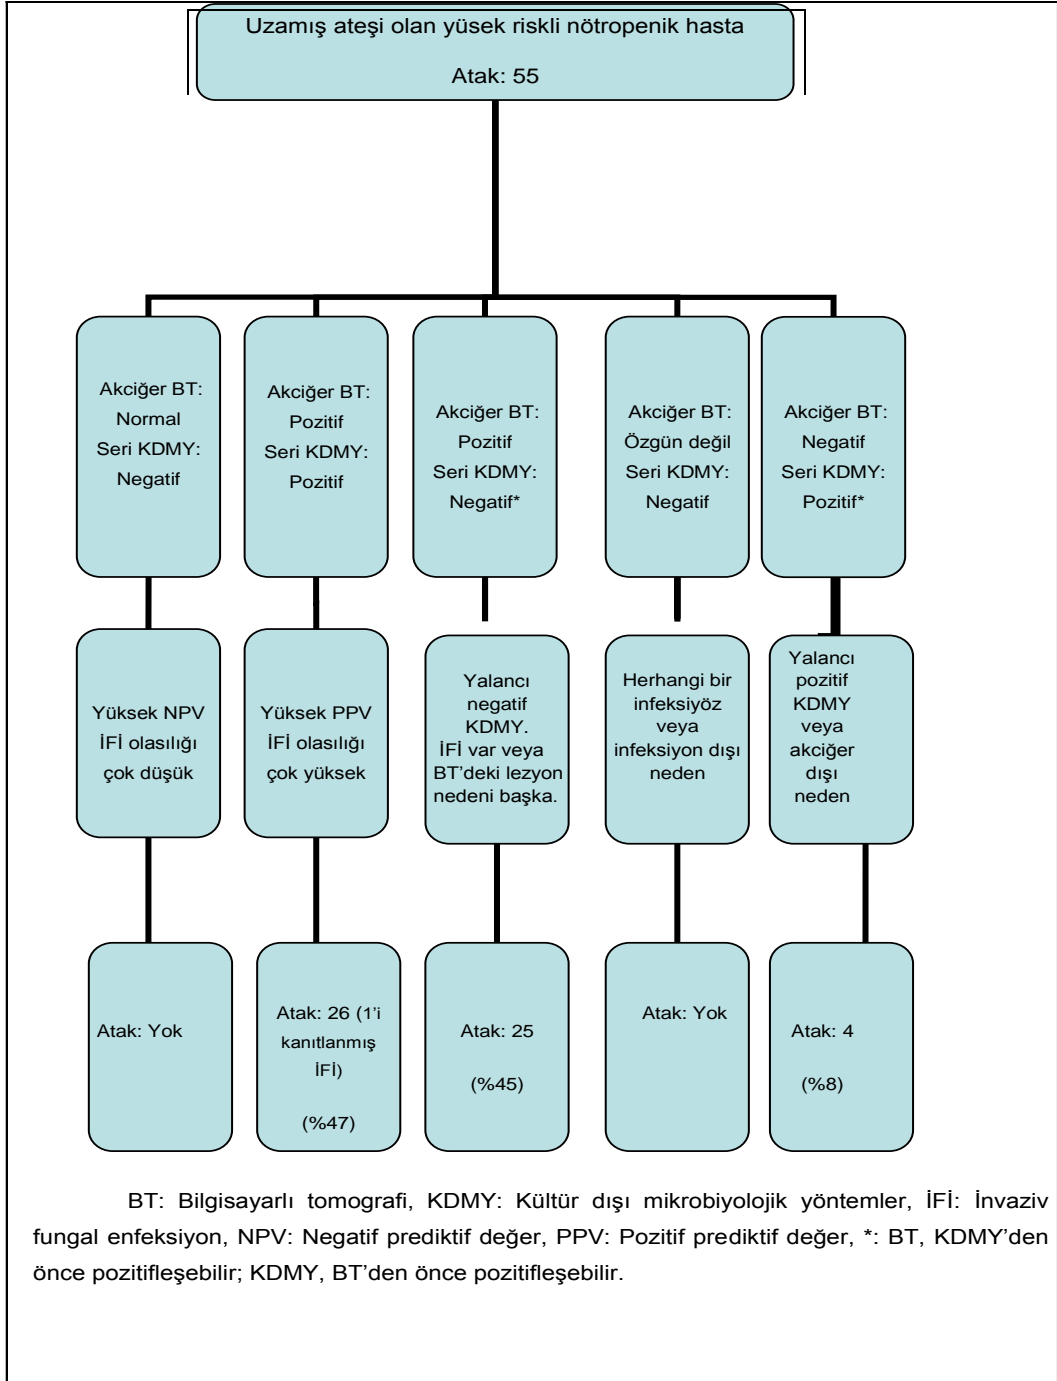 Uzamış ateşi olan yüsek riskli nötropenik hasta
Atak: 55
Akciğer BT:
Normal
Seri KDMY:
Negatif
Akciğer BT:
Pozitif
Seri KDMY:
Pozitif
Akciğer BT:
Pozitif
Seri KDMY:
Negatif*
Akciğer BT:
Özgün değil
Seri KDMY:
Negatif
Akciğer BT:
Negatif
Seri KDMY:
Pozitif*
Yüksek NPV
İFİ olasılığı
çok düşük
Yüksek PPV
İFİ olasılığı
çok yüksek
Yalancı
negatif
KDMY.
İFİ var veya
BT’deki lezyon
nedeni başka.
Herhangi bir
infeksiyöz
veya
infeksiyon dışı
neden
Yalancı
pozitif
KDMY
veya
akciğer
dışı
neden
Atak: Yok
Atak: 26 (1’i
kanıtlanmış
İFİ)
(%47)
Atak: 25
(%45)
Atak: Yok
Atak: 4
(%8)
BT: Bilgisayarlı tomografi, KDMY: Kültür dışı mikrobiyolojik yöntemler, İFİ: İnvaziv
fungal enfeksiyon, NPV: Negatif prediktif değer, PPV: Pozitif prediktif değer, *: BT, KDMY’den
önce pozitifleşebilir; KDMY, BT’den önce pozitifleşebilir.